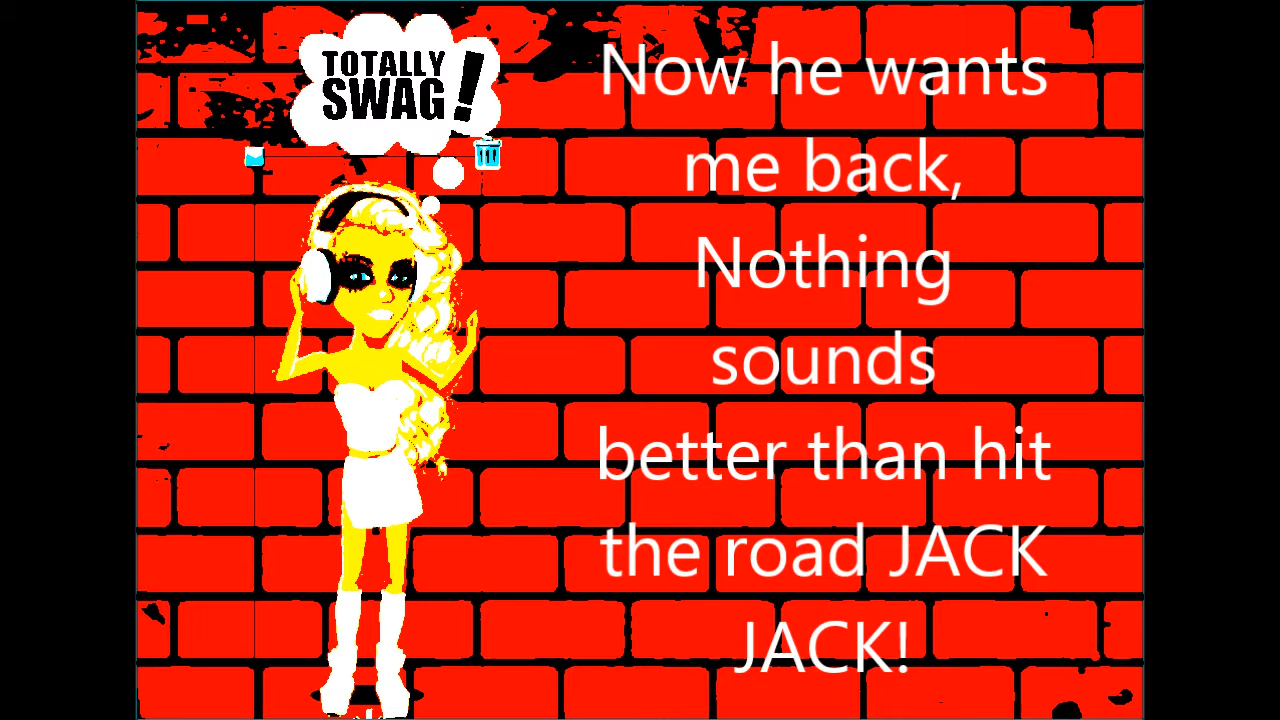 TOTALLY
SWAG!
Now he wants
me back,
Nothing
sounds
better than hit
the road JACK
JACK!